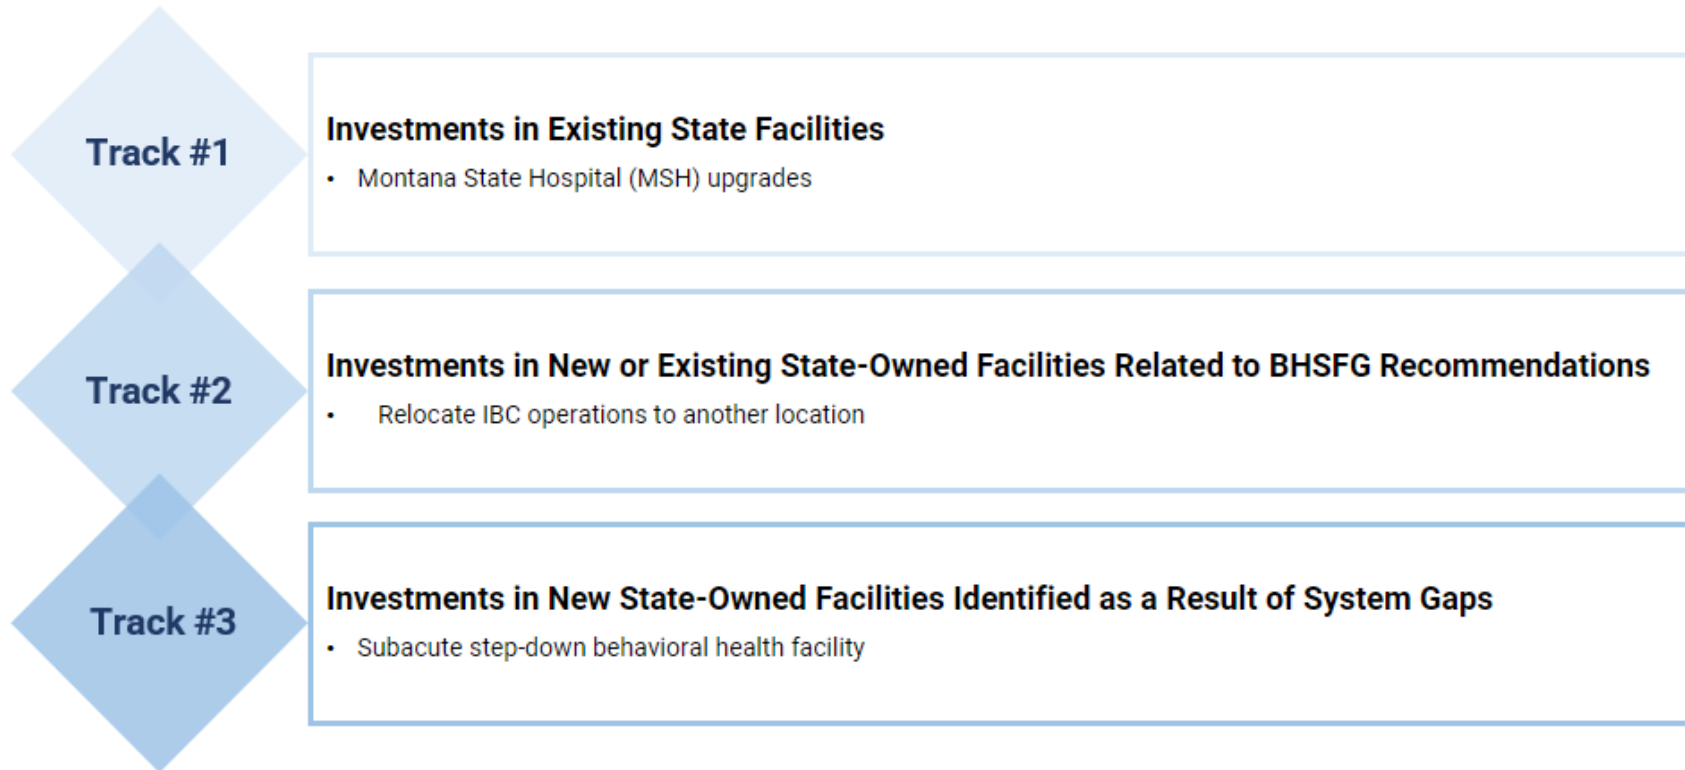 Track #1
Investments in Existing State Facilities
• Montana State Hospital (MSH) upgrades
Track #2
Investments in New or Existing State-Owned Facilities Related to BHSFG Recommendations
• Relocate IBC operations to another location
Track #3
Investments in New State-Owned Facilities Identified as a Result of System Gaps
• Subacute step-down behavioral health facility